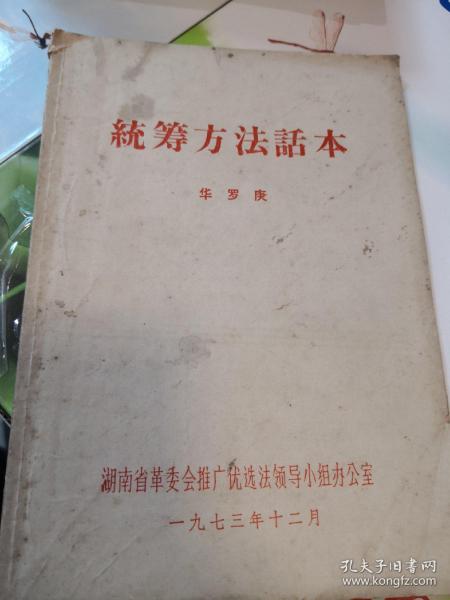 統筹方法話本
华罗庚
湖南省革委会推广优选法领导小组办公室
一九七三年十二月
孔夫子旧书网
www.kongfz.com